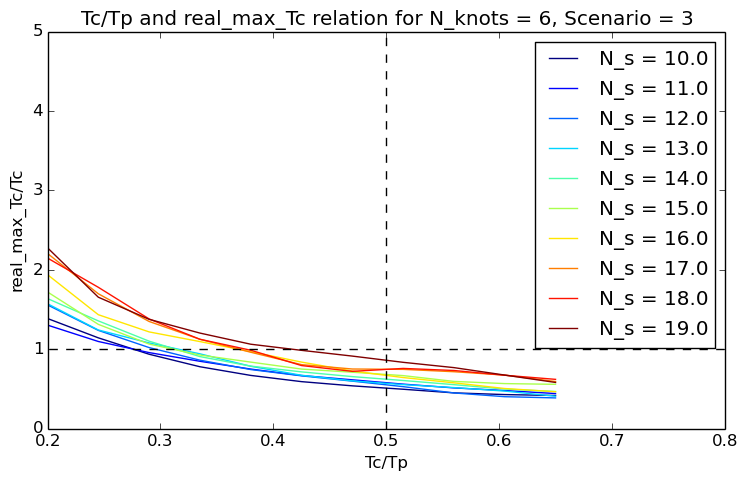 Tc/Tp and real_max_Tc relation for N_knots = 6, Scenario = 3
5
4
3
2
1
0
real_max_Tc/Tc
N_s = 10.0
N_s = 11.0
N_s = 12.0
N_s = 13.0
N_s = 14.0
N_s = 15.0
N_s = 16.0
N_s = 17.0
N_s = 18.0
N_s = 19.0
0.2 0.3 0.4 0.5 0.6 0.7 0.8
Tc/Tp